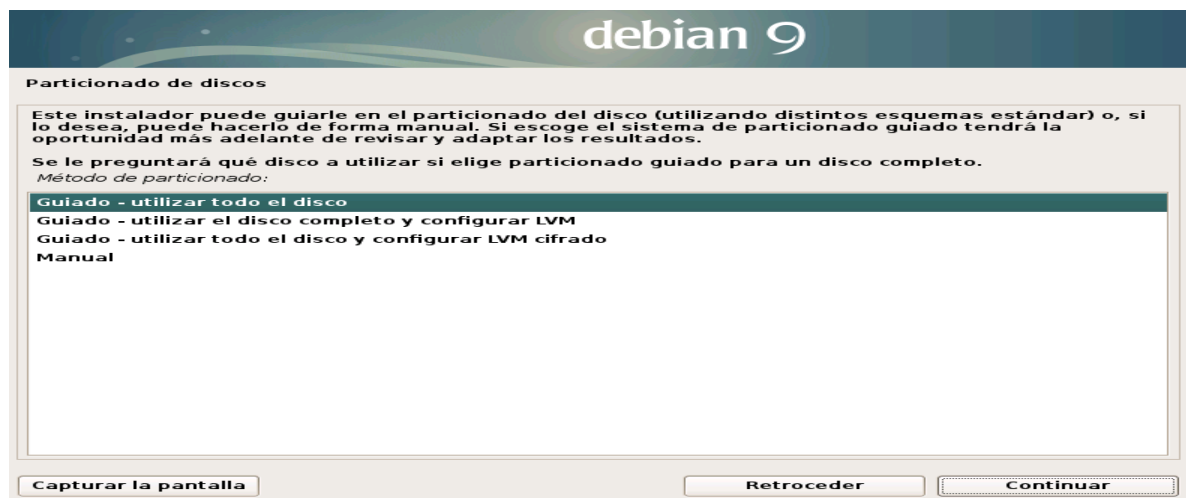 debian 9
Particionado de discos
Este instalador puede guiarle en el particionado del disco (utilizando distintos esquemas estándar) o, si
lo desea, puede hacerlo de forma manual. Si escoge el sistema de particionado guiado tendrá la
oportunidad más adelante de revisar y adaptar los resultados.
Se le preguntará qué disco a utilizar si elige particionado guiado para un disco completo.
Método de particionado:
Guiado - utilizar todo el disco
Guiado - utilizar el disco completo y configurar LVM
Guiado - utilizar todo el disco y configurar LVM cifrado
Manual
Capturar la pantalla
Retroceder
Continuar